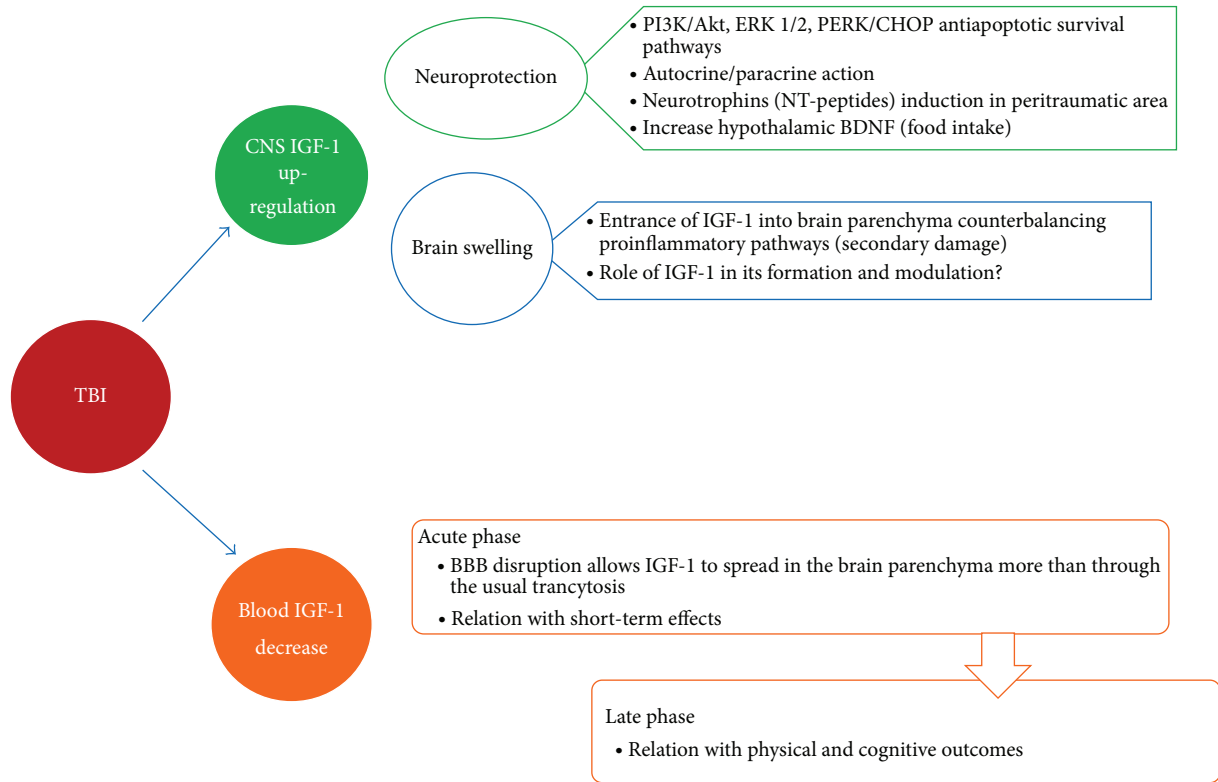 • PI3K/Akt, ERK 1/2, PERK/CHOP antiapoptotic survival
pathways
• Autocrine/paracrine action
• Neurotrophins (NT-peptides) induction in peritraumatic area
• Increase hypothalamic BDNF (food intake)
Neuroprotection
CNS IGF-1
up-
regulation
• Entrance of IGF-1 into brain parenchyma counterbalancing
proinflammatory pathways (secondary damage)
• Role of IGF-1 in its formation and modulation?
Brain swelling
TBI
Acute phase
• BBB disruption allows IGF-1 to spread in the brain parenchyma more than through
the usual trancytosis
• Relation with short-term effects
Blood IGF-1
decrease
Late phase
• Relation with physical and cognitive outcomes